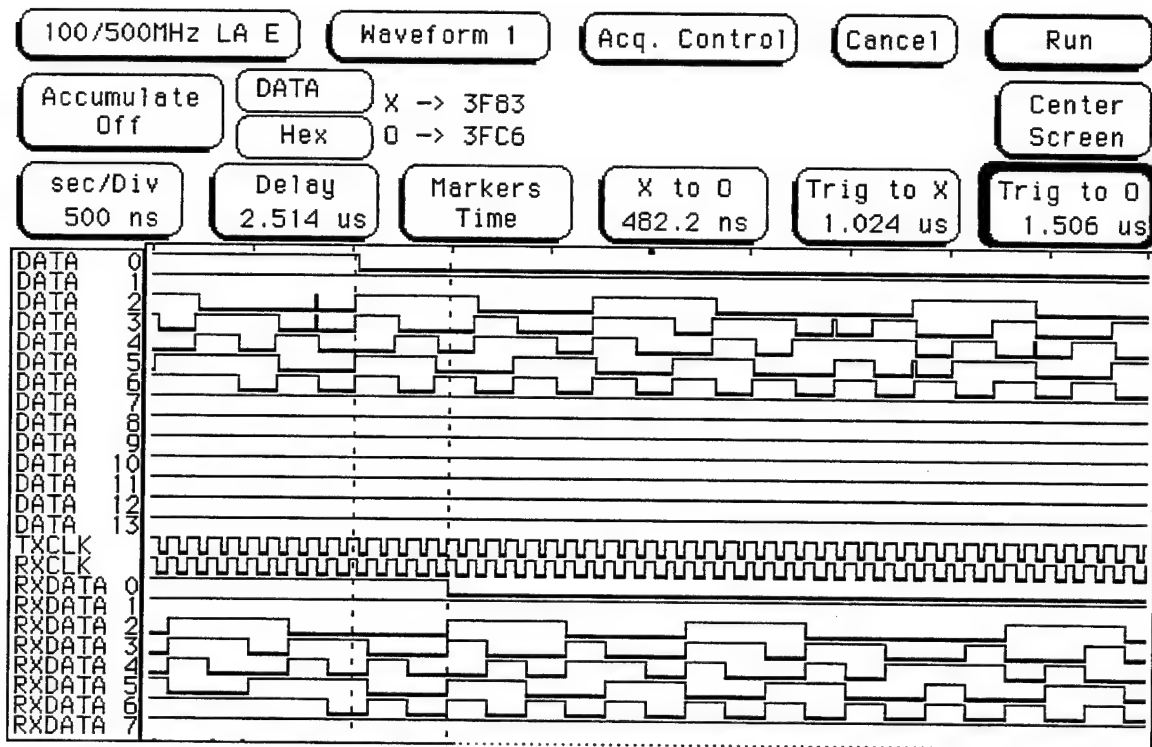 100/500MHz LA E Waveform 1 Acq. Control Cancel Run
Accumulate Off
DATA
Hex
X -> 3F83
O -> 3FC6
Center Screen
sec/Div
500 ns
Delay
2.514 us
Markers
Time
X to O
482.2 ns
Trig to X
1.024 us
Trig to O
1.506 us
DATA 0
DATA 1
DATA 2
DATA 3
DATA 4
DATA 5
DATA 6
DATA 7
DATA 8
DATA 9
DATA 10
DATA 11
DATA 12
DATA 13
TXCLK
RXCLK
RXDATA 0
RXDATA 1
RXDATA 2
RXDATA 3
RXDATA 4
RXDATA 5
RXDATA 6
RXDATA 7